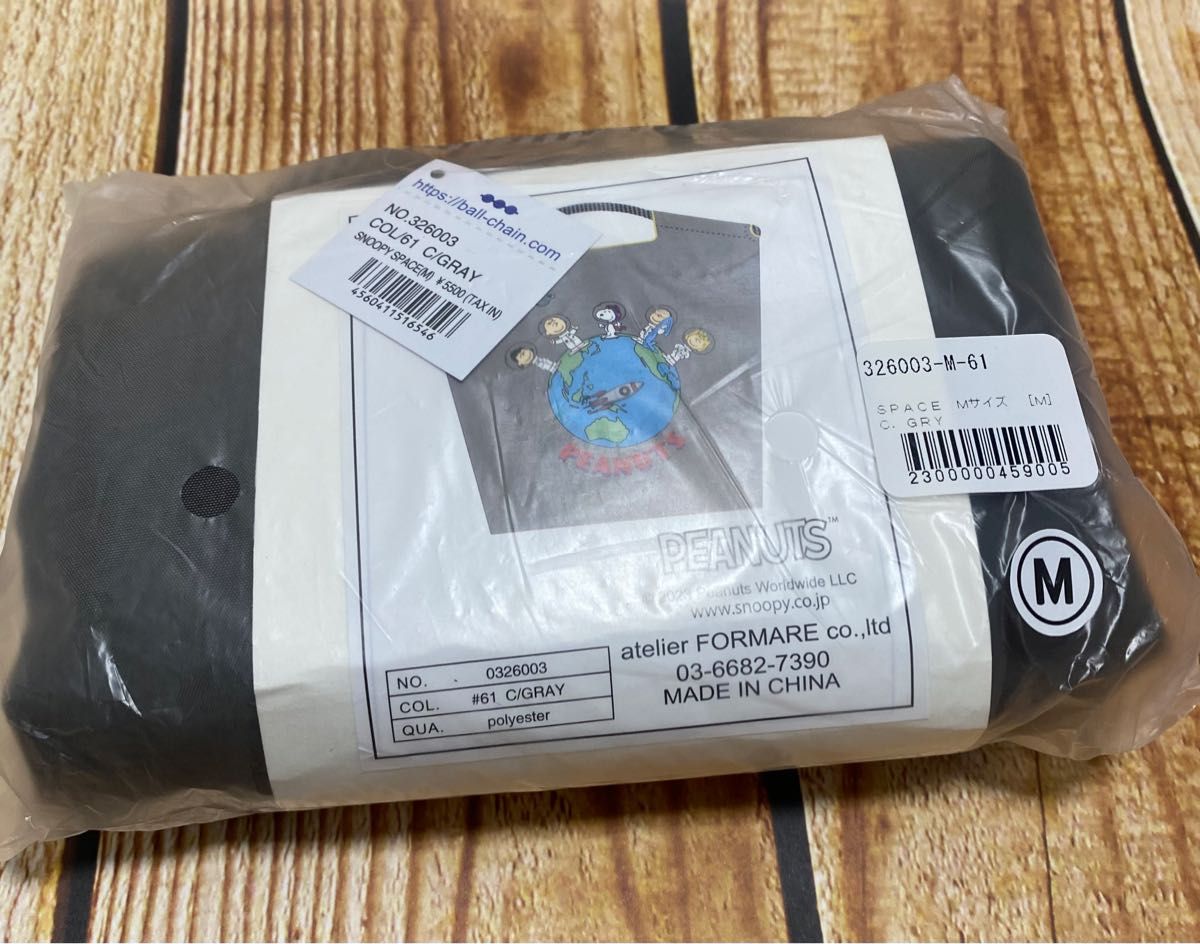 https://ball-chain.com
NO.326003
COL/61 C/GRAY
SNOOPY SPACE(M) ¥5500 (TAX IN)
4560411516546
PEANUTS
326003-M-61
SPACE Mサイズ [M]
C. GRY
2300000459005
M
PEANUTS™
Peanuts Worldwide LLC
www.snoopy.co.jp
atelier FORMARE co.,ltd
03-6682-7390
MADE IN CHINA
NO. 0326003
COL. #61 C/GRAY
QUA. polyester